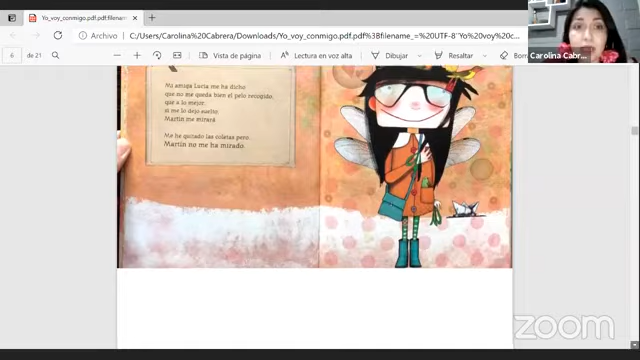 Yo_voy_conmigo.pdf.pdf;filename
Archivo
C:/Users/Carolina%20Cabrera/Downloads/Yo_voy_conmigo.pdf.pdf%3Bfilename_=%20UTF-8''Yo%20voy%20c...
6 de 21
Vista de página
Lectura en voz alta
Dibujar
Resaltar
Borr
Mi amiga Lucía me ha dicho
que no me queda bien el pelo recogido,
que a lo mejor,
si me lo dejo suelto
Martín me mirará
Me he quitado las coletas pero
Martín no me ha mirado.
Carolina Cabr...
zoom